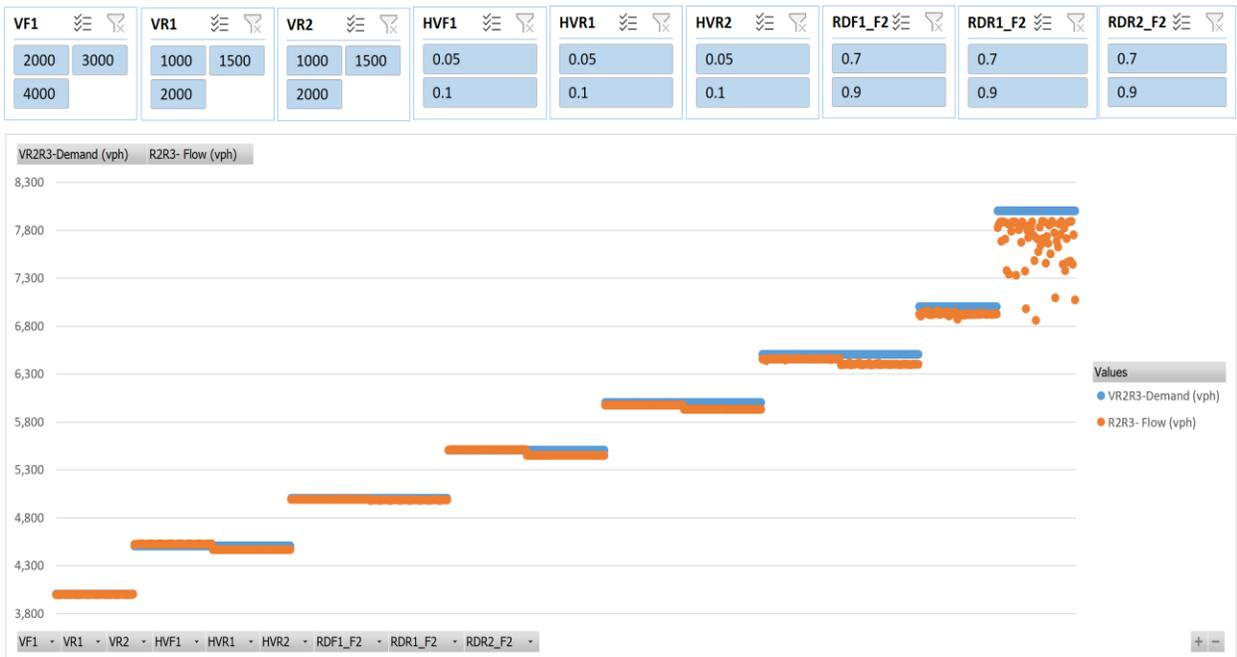 VF1 VR1 VR2 HVF1 HVR1 HVR2 RDF1_F2 RDR1_F2 RDR2_F2
2000 3000 1000 1500 1000 1500 0.05 0.05 0.05 0.7 0.7 0.7
4000 2000 2000 0.1 0.1 0.1 0.9 0.9 0.9
VR2R3-Demand (vph) R2R3- Flow (vph)
8,300
7,800
7,300
6,800
6,300
5,800
5,300
4,800
4,300
3,800
Values
VR2R3-Demand (vph)
R2R3- Flow (vph)
VF1 VR1 VR2 HVF1 HVR1 HVR2 RDF1_F2 RDR1_F2 RDR2_F2